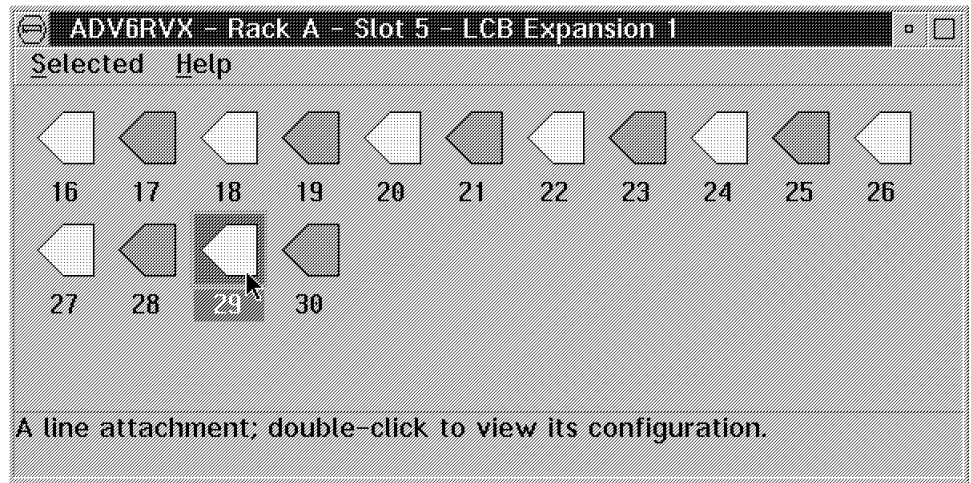 ADV6RVX – Rack A – Slot 5 – LCB Expansion 1
Selected Help
16 17 18 19 20 21 22 23 24 25 26
27 28 29 30
A line attachment; double-click to view its configuration.